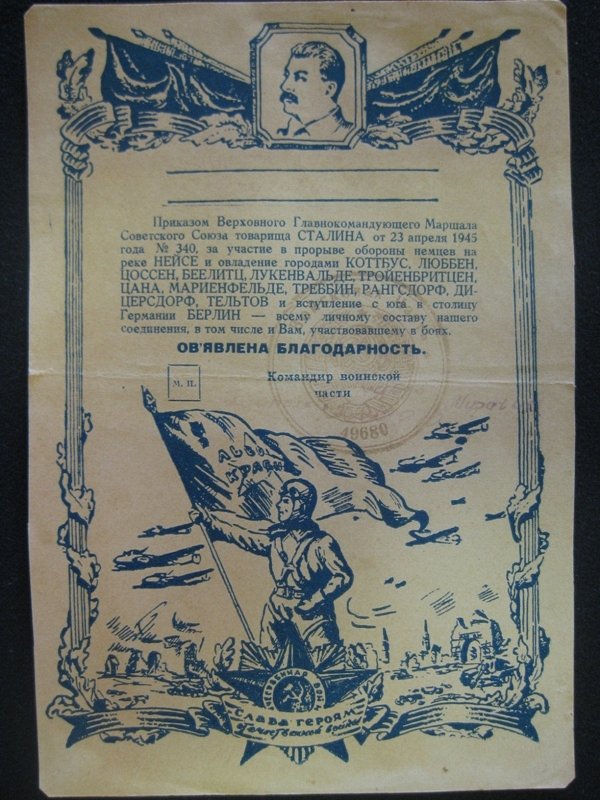 Приказом Верховного Главнокомандующего Маршала
Советского Союза товарища СТАЛИНА от 23 апреля 1945
года № 340, за участие в прорыве обороны немцев на
реке НЕЙСЕ и овладение городами КОТТБУС, ЛЮББЕН,
ЦОССЕН, БЕЕЛИТЦ, ЛУКЕНВАЛЬДЕ, ТРОЙЕНБРИТЦЕН,
ЦАНА, МАРИЕНФЕЛЬДЕ, ТРЕББИН, РАНГСДОРФ, ДИ-
ЦЕРСДОРФ, ТЕЛЬТОВ и вступление с юга в столицу
Германии БЕРЛИН — всему личному составу нашего
соединения, в том числе и Вам, участвовавшему в боях.
ОВ'ЯВЛЕНА БЛАГОДАРНОСТЬ.
М. П.
Командир воинской
части
49680
СЛАВА ГЕРОЯМ
Отечественной войны